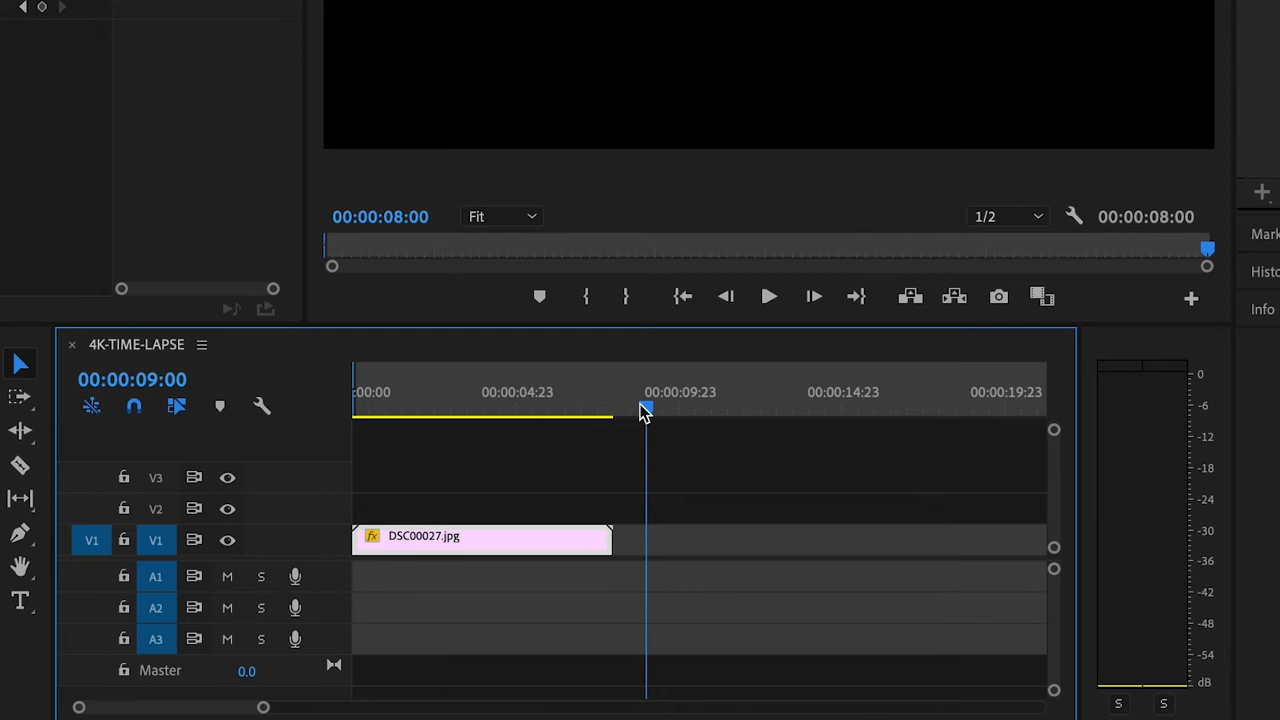 00:00:08:00
Fit
1/2
00:00:08:00
Mark
Histo
Info
4K-TIME-LAPSE
00:00:09:00
:00:00
00:00:04:23
00:00:09:23
00:00:14:23
00:00:19:23
V3
V2
V1
V1
fx
DSC00027.jpg
A1
M
S
A2
M
S
A3
M
S
Master
0.0
T
0
-6
-12
-18
-24
-30
-36
-42
-48
-54
dB
S
S